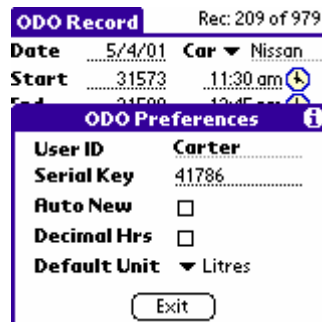 ODO Record Rec: 209 of 979
Date 5/4/01 Car Nissan
Start 31573 11:30 am
ODO Preferences i
User ID Carter
Serial Key 41786
Auto New
Decimal Hrs
Default Unit Litres
Exit